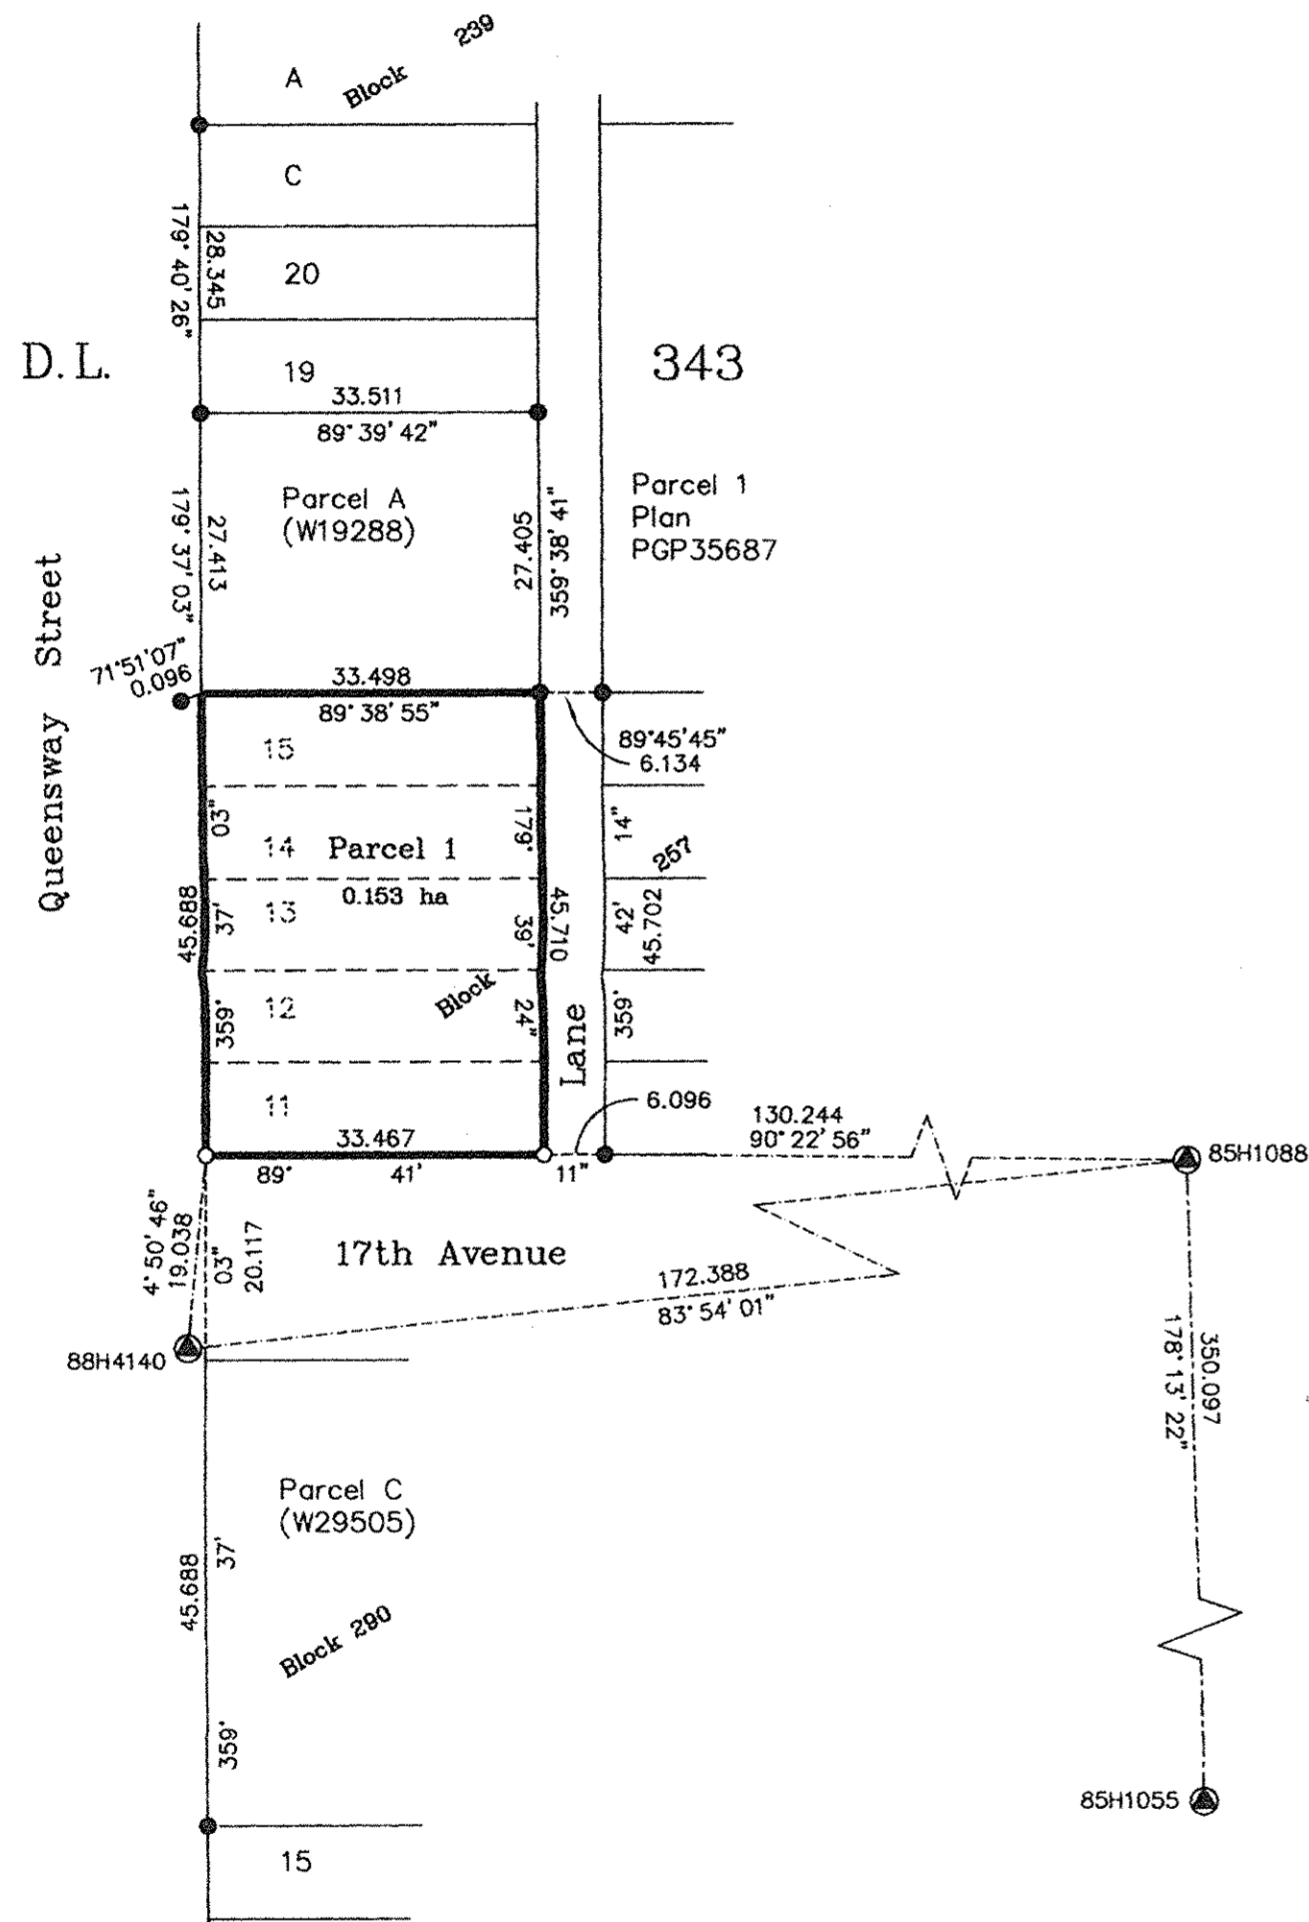 239
A
Block
C
179° 40' 26"
28.345
20
D.L.
343
19
33.511
89° 39' 42"
Parcel A
(W19288)
179° 37' 03"
27.413
27.405
359° 38' 41"
Parcel 1
Plan
PGP35687
Queensway Street
71°51'07"
0.096
33.498
89° 38' 55"
89°45'45"
6.134
15
14
Parcel 1
0.153 ha
13
12
11
45.688
359° 37' 03"
179° 39' 24"
45.710
359° 42' 14"
45.702
257
Block
Lane
6.096
33.467
89° 41' 11"
130.244
90° 22' 56"
85H1088
4° 50' 46"
19.038
03"
20.117
17th Avenue
172.388
83° 54' 01"
88H4140
350.097
178° 13' 22"
Parcel C
(W29505)
45.688
359° 37'
Block 290
85H1055
15